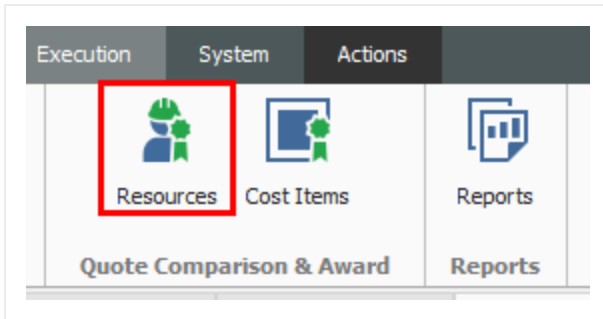 Execution System Actions
Resources Cost Items Reports
Quote Comparison & Award Reports